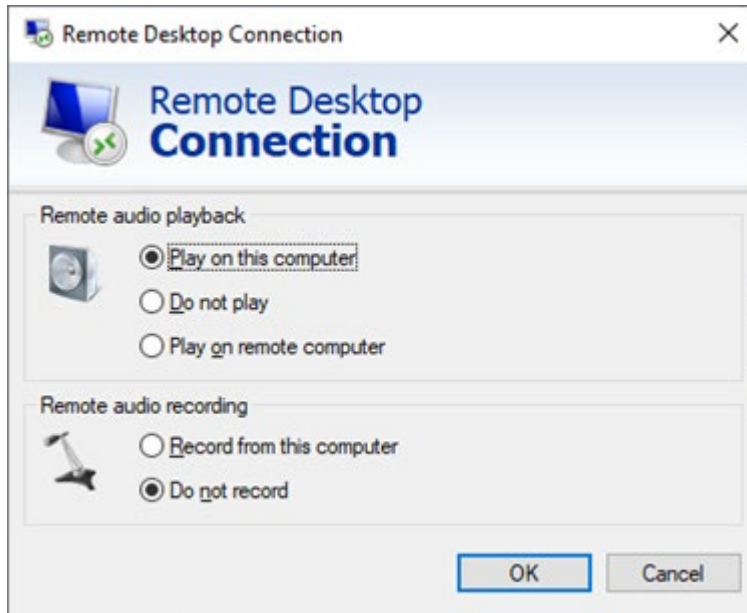 Remote Desktop Connection
Remote Desktop
Connection
Remote audio playback
Play on this computer
Do not play
Play on remote computer
Remote audio recording
Record from this computer
Do not record
OK Cancel